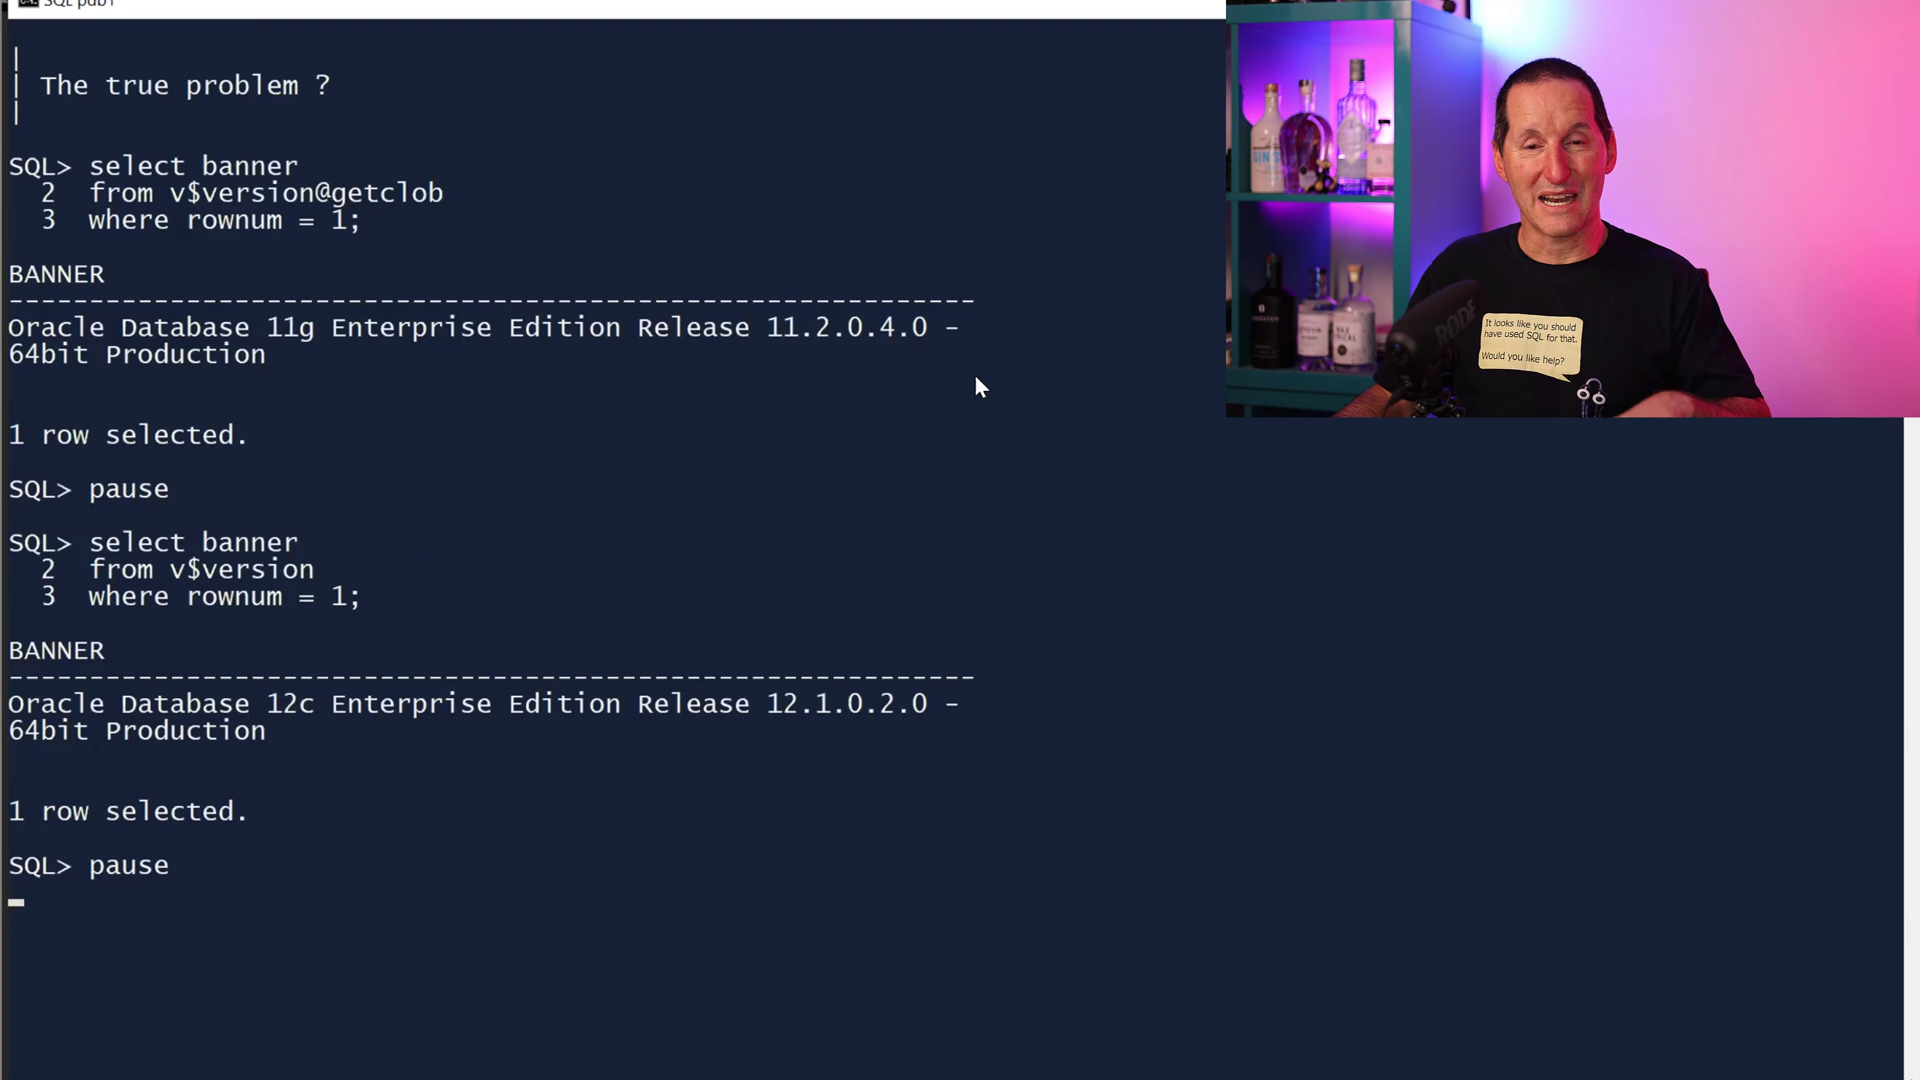 SQL pdb1
The true problem ?
SQL> select banner
2 from v$version@getclob
3 where rownum = 1;
BANNER
------------------------------------------------------------
Oracle Database 11g Enterprise Edition Release 11.2.0.4.0 -
64bit Production
1 row selected.
SQL> pause
SQL> select banner
2 from v$version
3 where rownum = 1;
BANNER
------------------------------------------------------------
Oracle Database 12c Enterprise Edition Release 12.1.0.2.0 -
64bit Production
1 row selected.
SQL> pause
GIN
RODE
It looks like you should
have used SQL for that.
Would you like help?